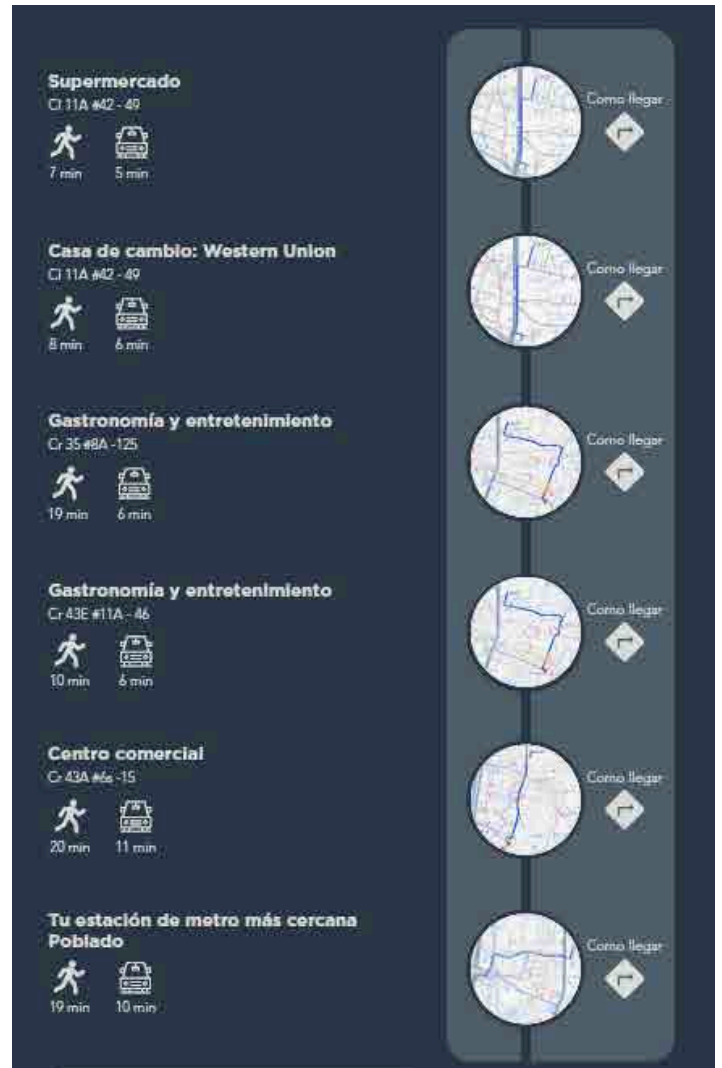 Supermercado
Cl 11A #42 - 49
7 min 5 min
Como llegar
Casa de cambio: Western Union
Cl 11A #42 - 49
8 min 6 min
Como llegar
Gastronomía y entretenimiento
Cr 35 #8A -125
19 min 6 min
Como llegar
Gastronomía y entretenimiento
Cr 43E #11A - 46
10 min 6 min
Como llegar
Centro comercial
Cr 43A #6s -15
20 min 11 min
Como llegar
Tu estación de metro más cercana
Poblado
19 min 10 min
Como llegar